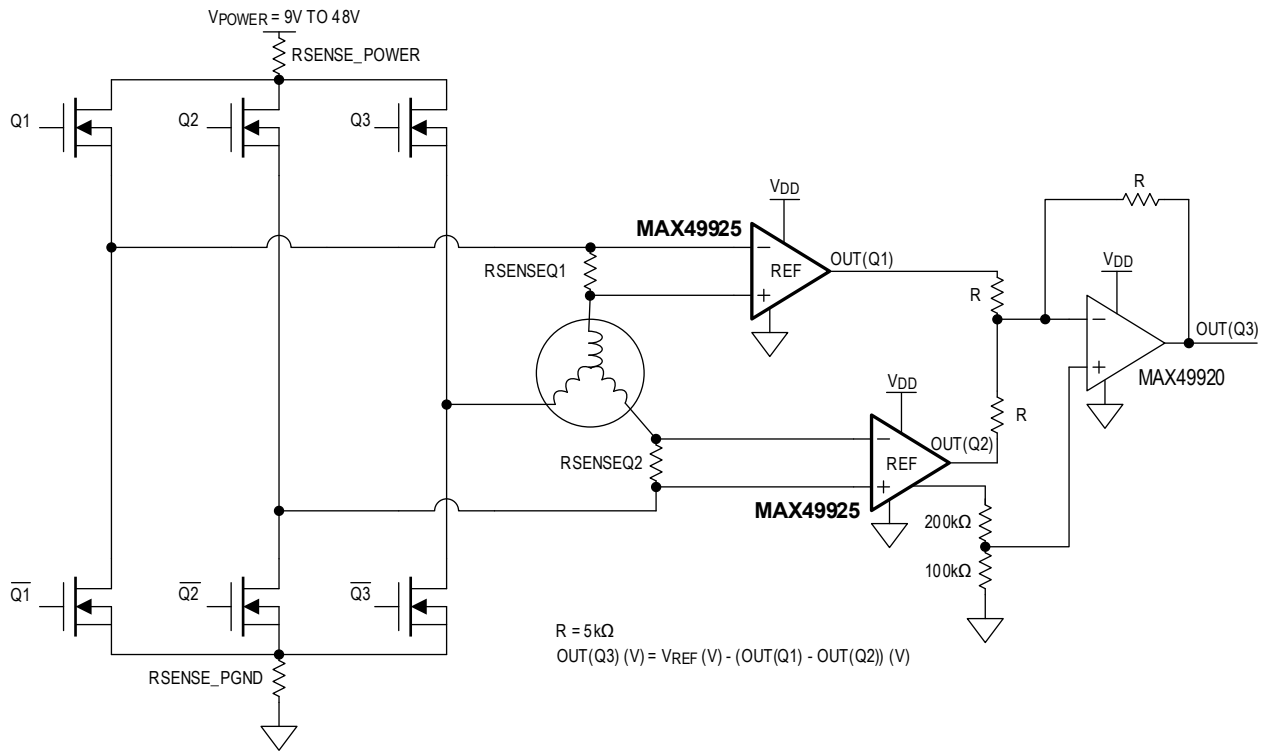 VPOWER = 9V TO 48V
RSENSE_POWER
Q1
Q2
Q3
VDD
MAX49925
R
RSENSEQ1
−
REF
+
OUT(Q1)
VDD
R
−
+
OUT(Q3)
MAX49920
VDD
R
RSENSEQ2
−
REF
+
OUT(Q2)
MAX49925
200kΩ
100kΩ
Q1
Q2
Q3
R = 5kΩ
OUT(Q3) (V) = VREF (V) - (OUT(Q1) - OUT(Q2)) (V)
RSENSE_PGND